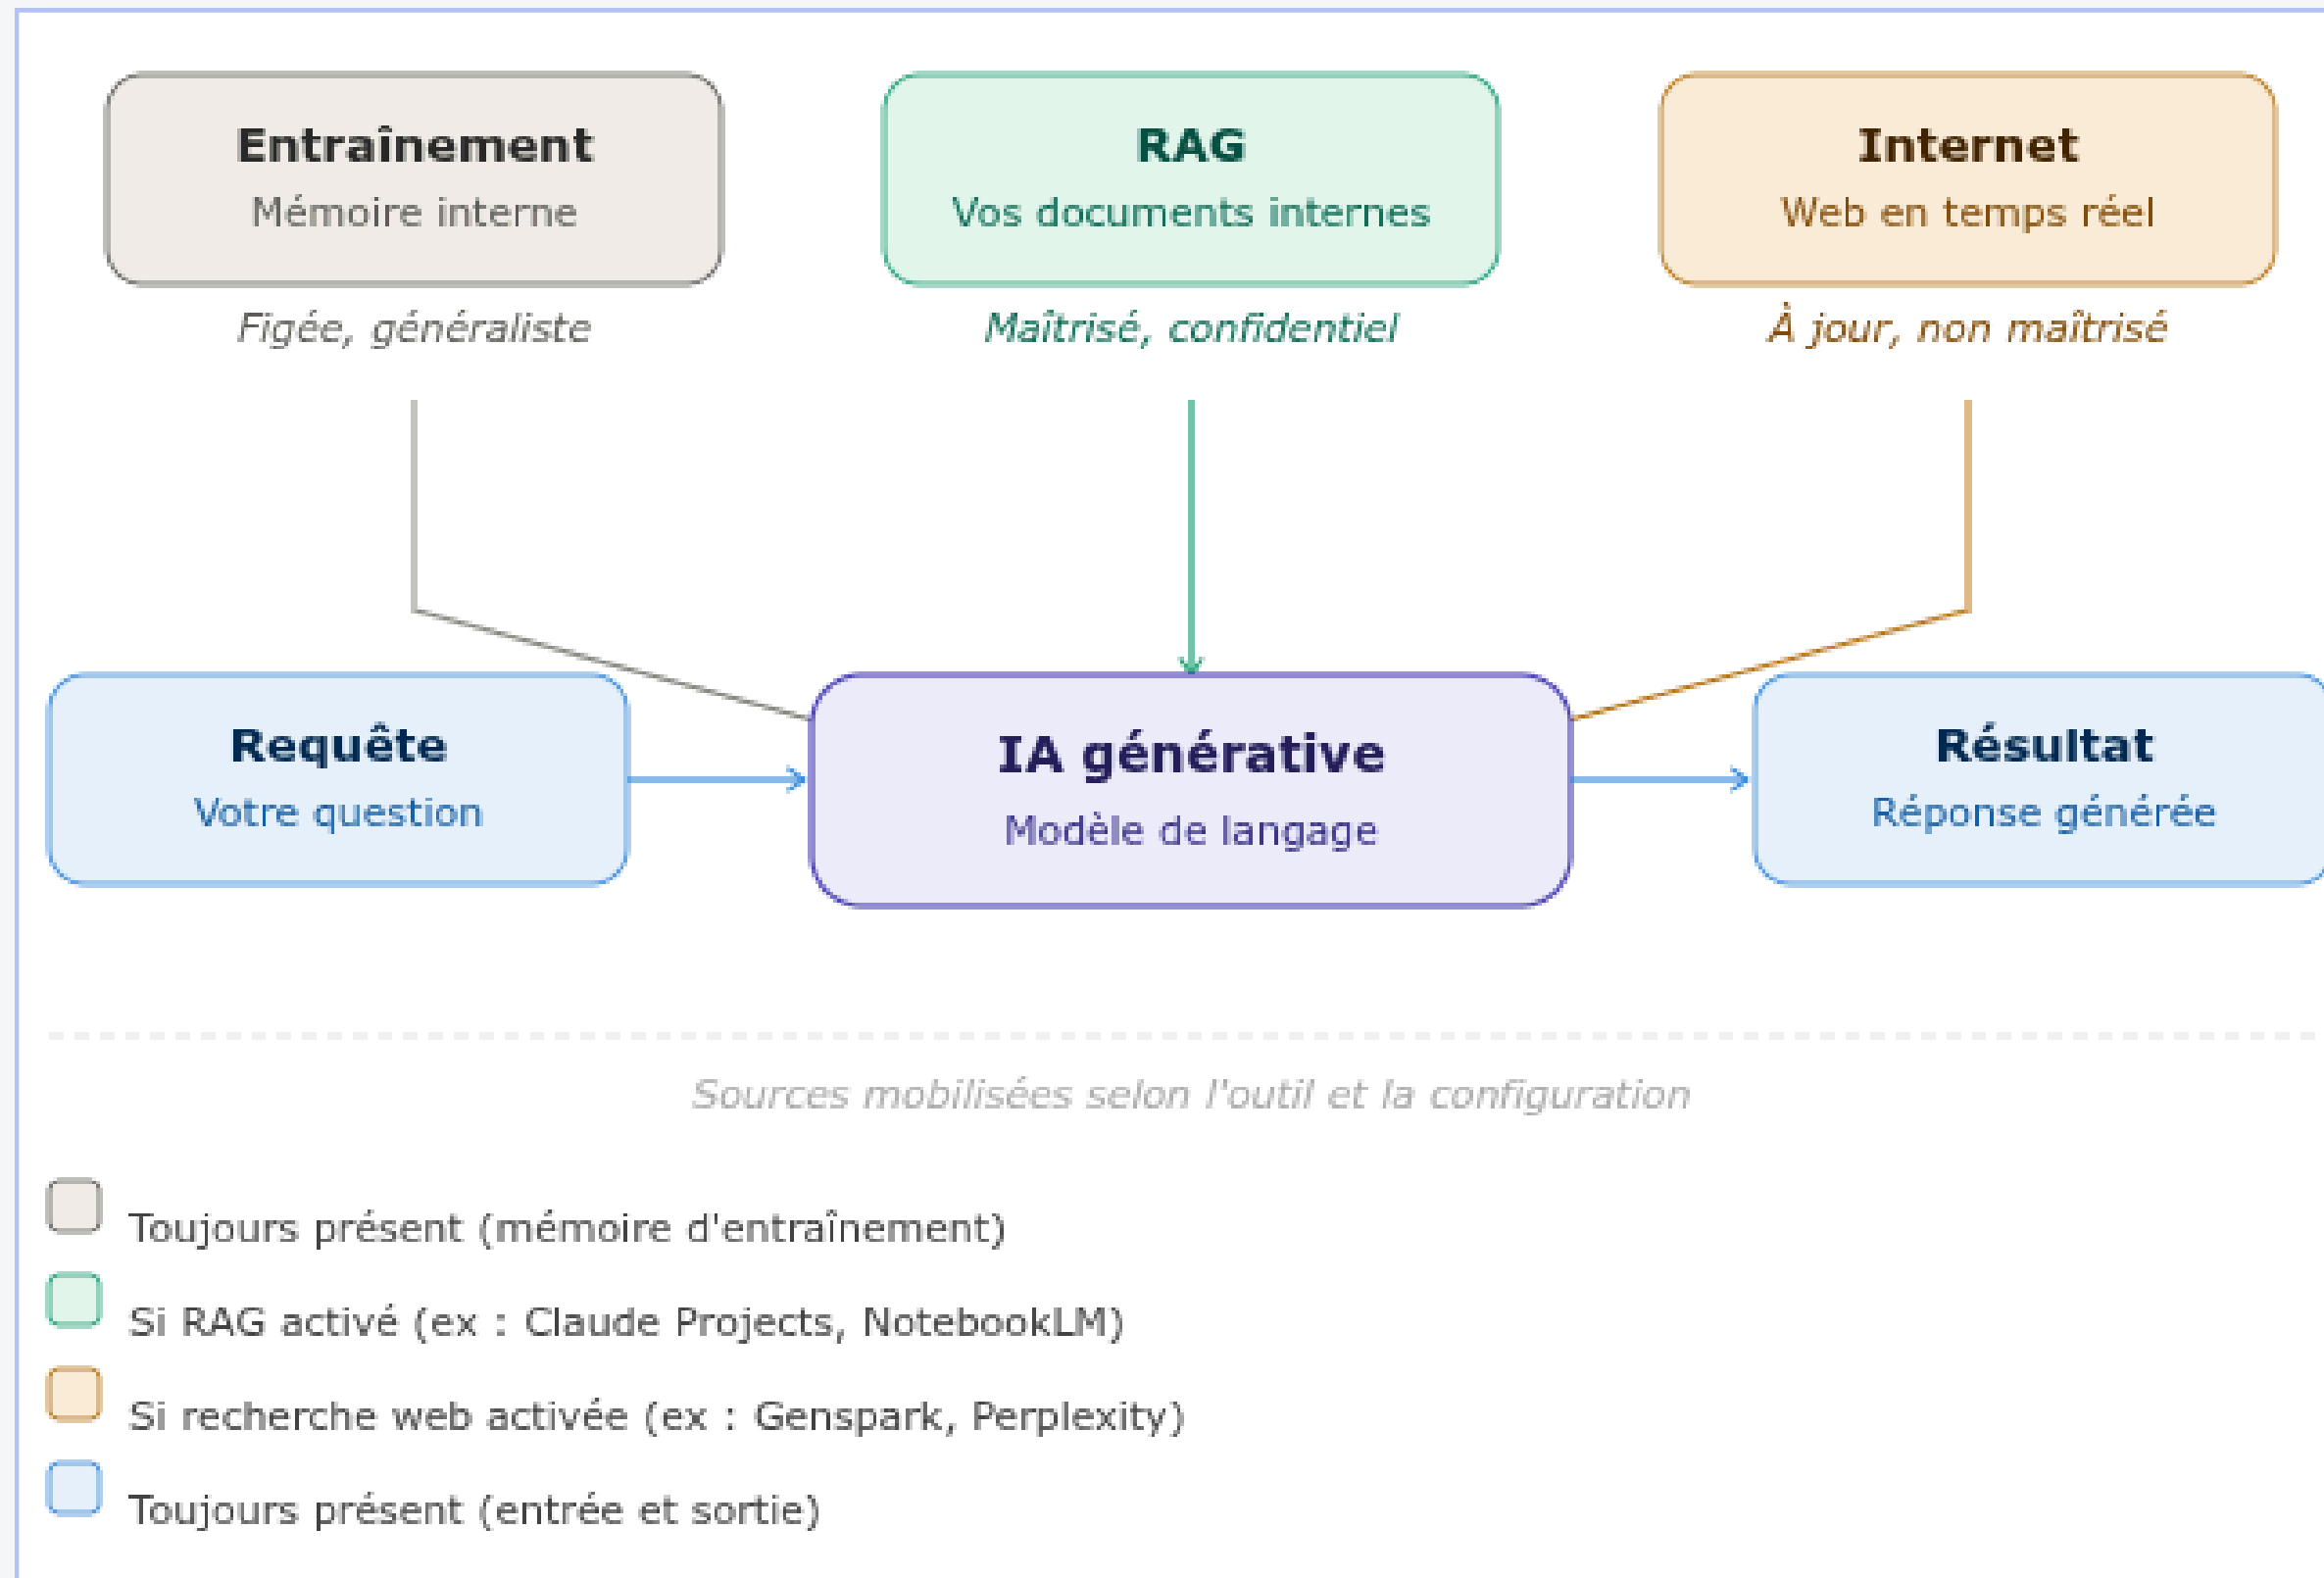 Entraînement
Mémoire interne
Figée, généraliste
RAG
Vos documents internes
Maîtrisé, confidentiel
Internet
Web en temps réel
À jour, non maîtrisé
Requête
Votre question
IA générative
Modèle de langage
Résultat
Réponse générée
Sources mobilisées selon l'outil et la configuration
Toujours présent (mémoire d'entraînement)
Si RAG activé (ex : Claude Projects, NotebookLM)
Si recherche web activée (ex : Genspark, Perplexity)
Toujours présent (entrée et sortie)